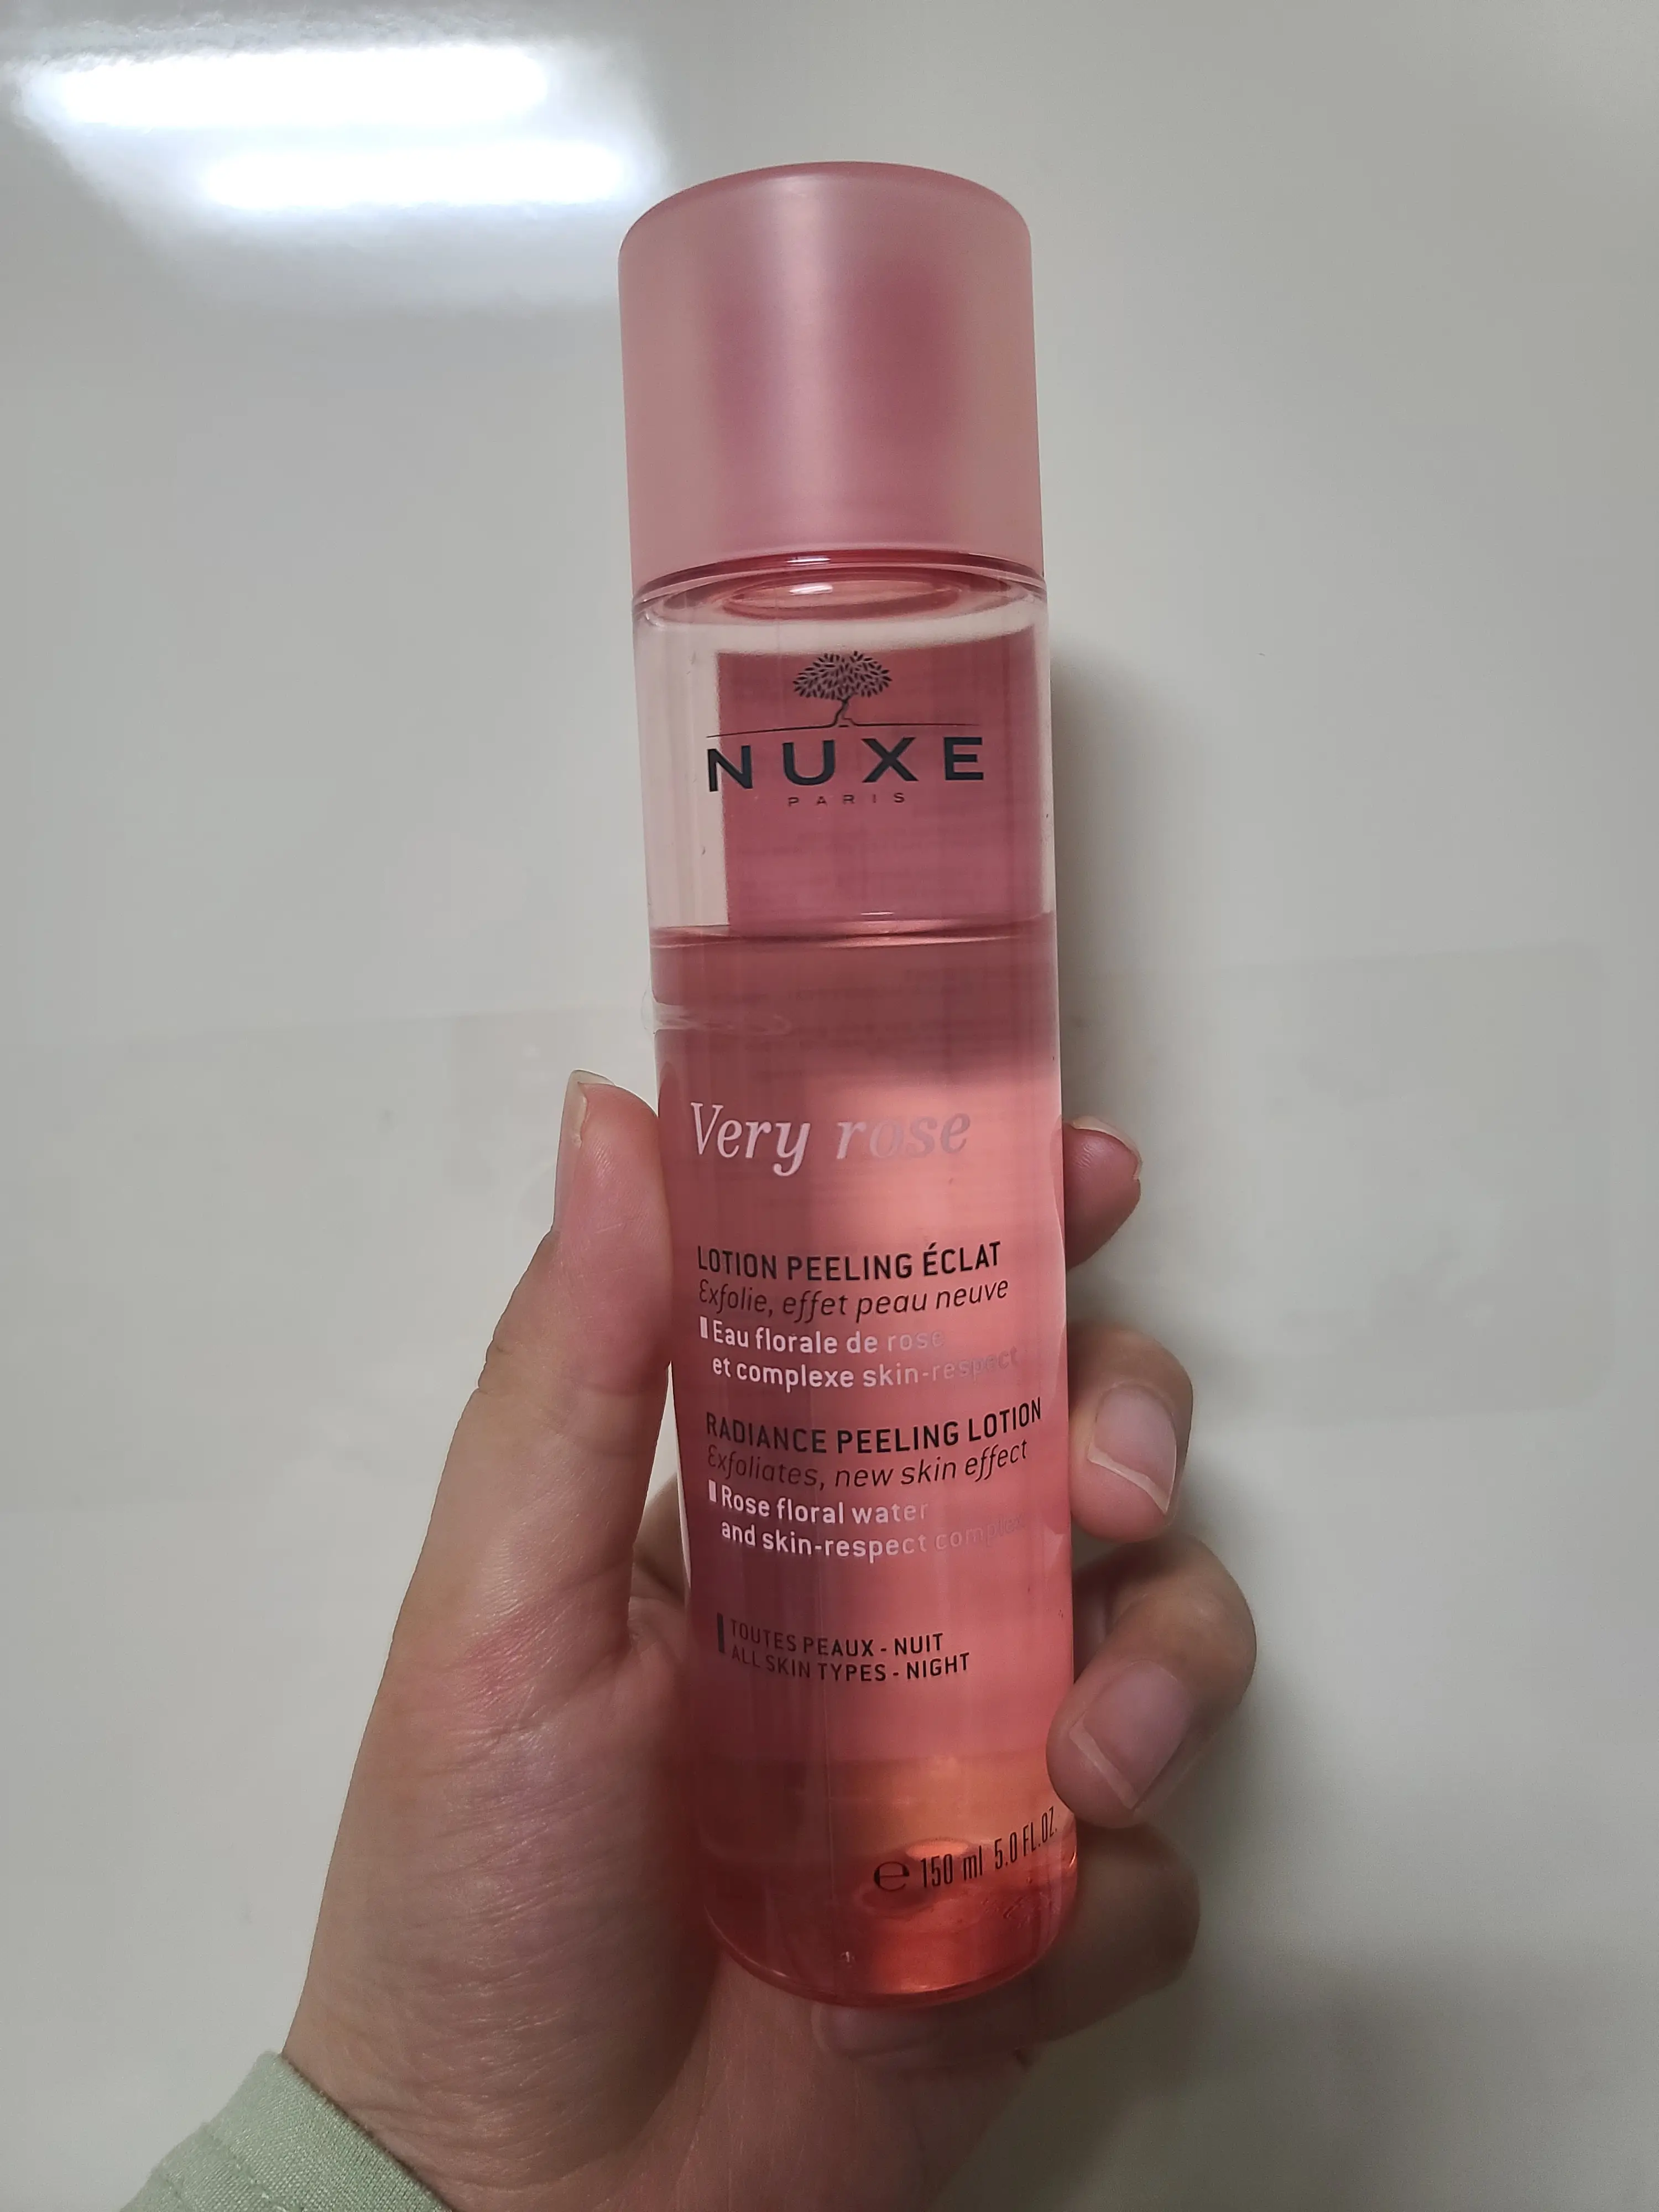 NUXE
PARIS
Very rose
LOTION PEELING ÉCLAT
Exfolie, effet peau neuve
Eau florale de rose
et complexe skin-respect
RADIANCE PEELING LOTION
Exfoliates, new skin effect
Rose floral water
and skin-respect complex
TOUTES PEAUX - NUIT
ALL SKIN TYPES - NIGHT
℮ 150 ml 5.0 FL.OZ.